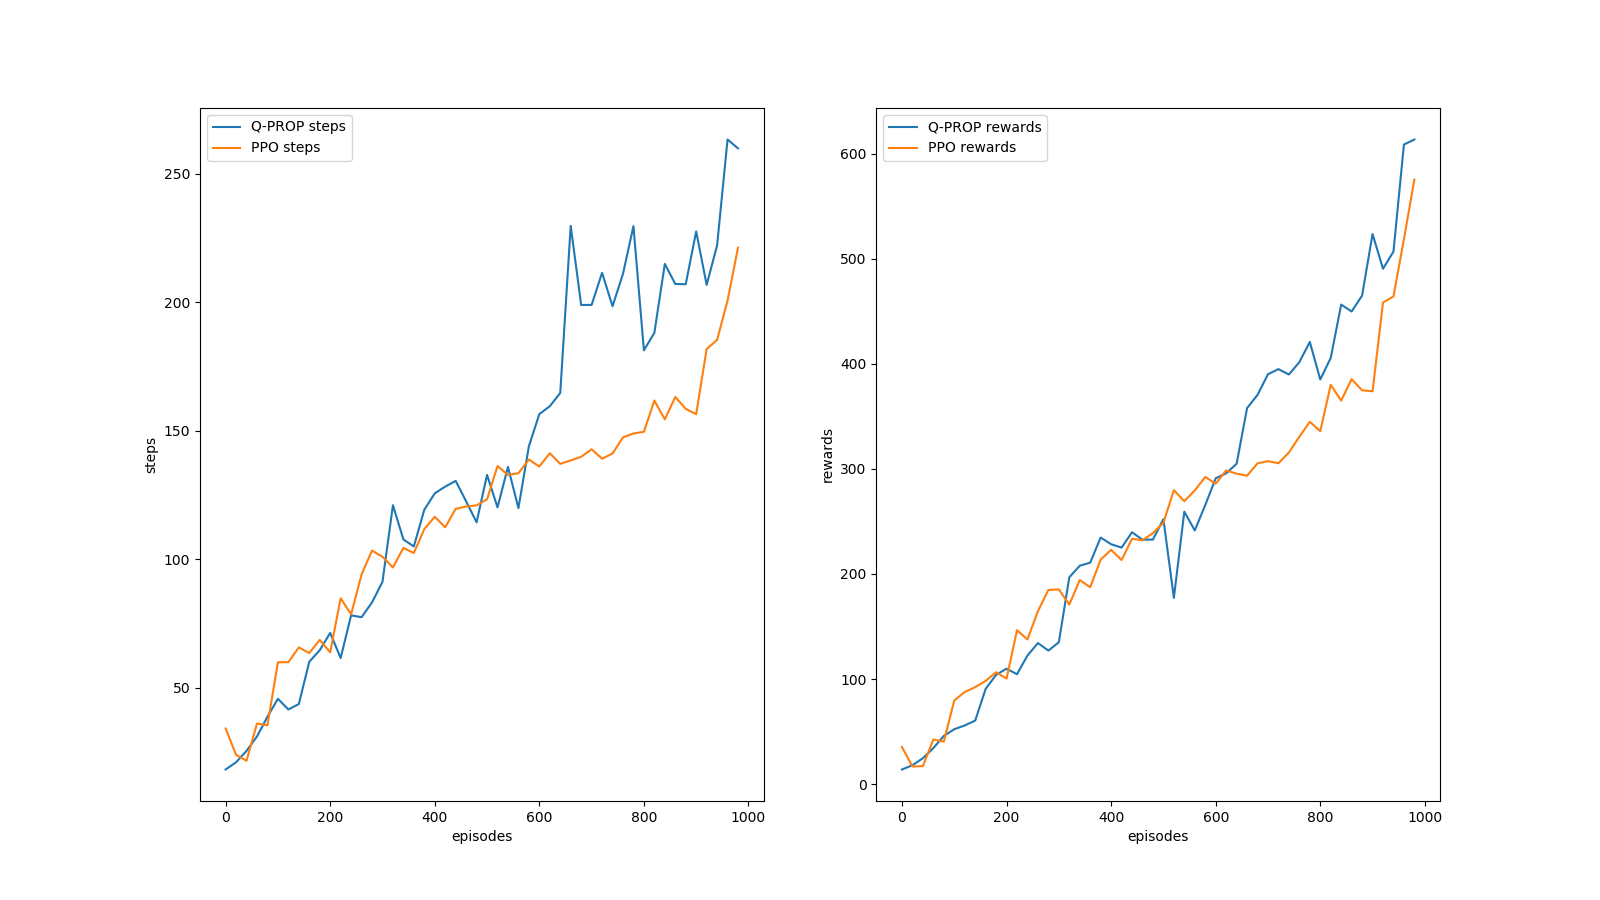 Q-PROP steps
PPO steps
250
200
150
100
50
steps
0 200 400 600 800 1000
episodes
Q-PROP rewards
PPO rewards
600
500
400
300
200
100
0
rewards
0 200 400 600 800 1000
episodes